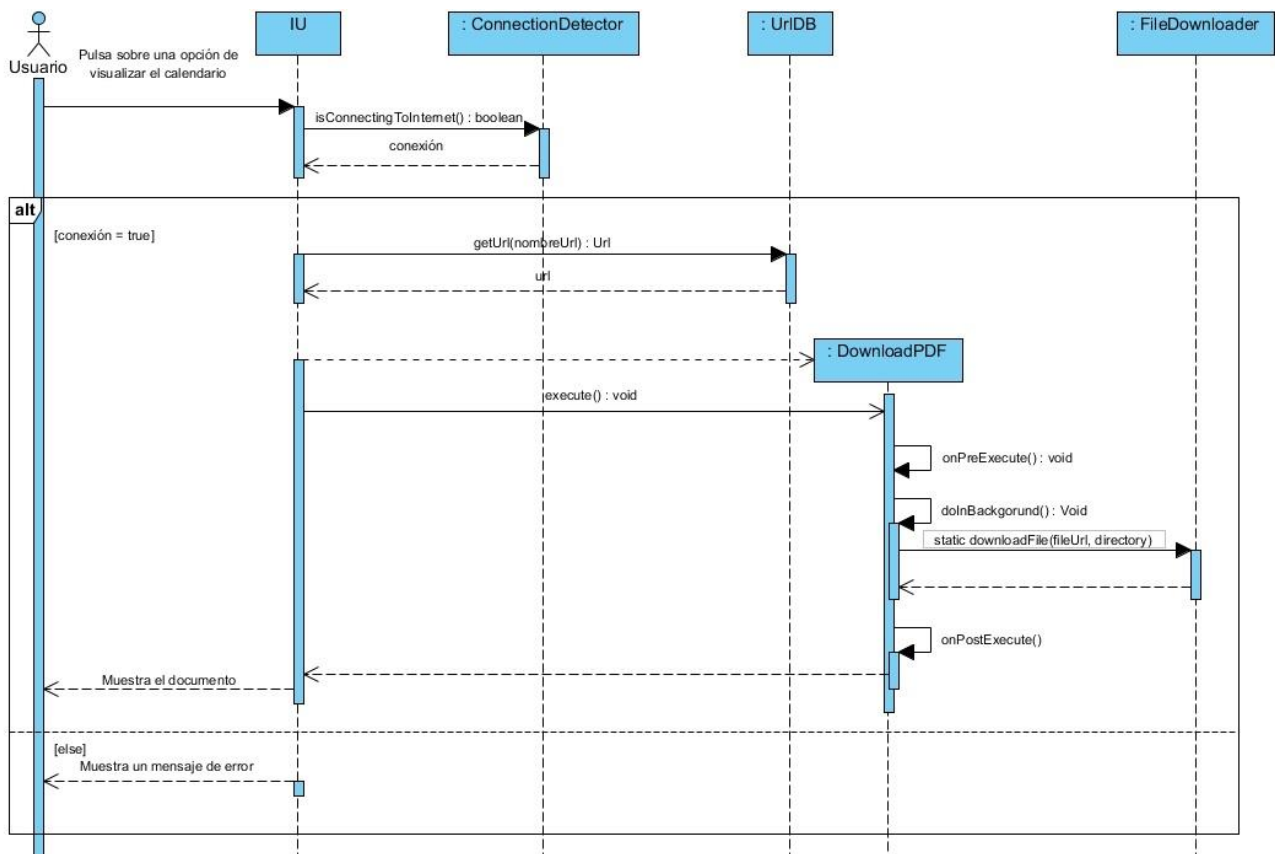 IU
: ConnectionDetector
: UrlDB
: FileDownloader
Usuario
Pulsa sobre una opción de
visualizar el calendario
isConnectingToInternet() : boolean
conexión
alt
[conexión = true]
getUrl(nombreUrl) : Url
url
: DownloadPDF
execute() : void
onPreExecute() : void
doInBackgorund() : Void
static downloadFile(fileUrl, directory)
onPostExecute()
Muestra el documento
[else]
Muestra un mensaje de error